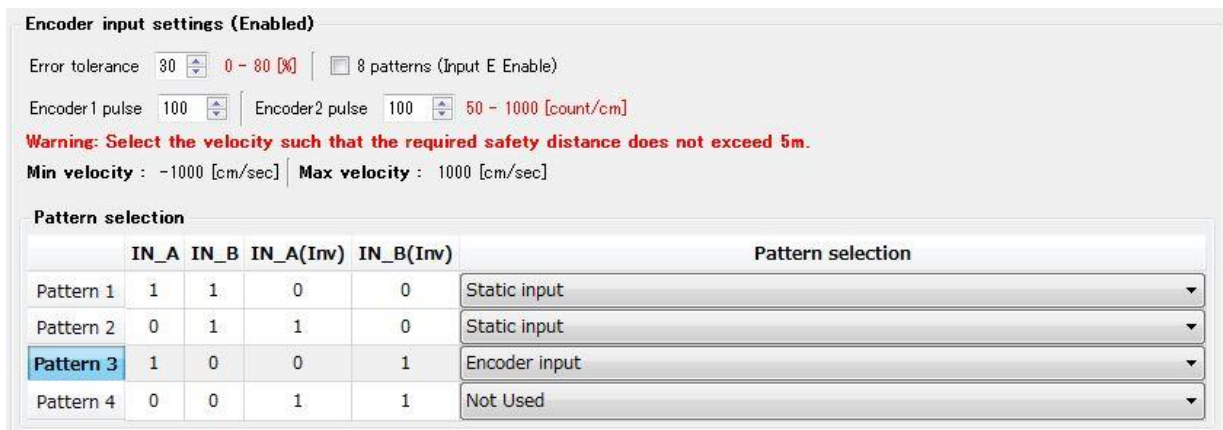 Encoder input settings (Enabled)
Error tolerance 30 0 - 80 [%] 8 patterns (Input E Enable)
Encoder1 pulse 100 Encoder2 pulse 100 50 - 1000 [count/cm]
Warning: Select the velocity such that the required safety distance does not exceed 5m.
Min velocity : -1000 [cm/sec] Max velocity : 1000 [cm/sec]
Pattern selection
IN_A IN_B IN_A(Inv) IN_B(Inv) Pattern selection
Pattern 1 1 1 0 0 Static input
Pattern 2 0 1 1 0 Static input
Pattern 3 1 0 0 1 Encoder input
Pattern 4 0 0 1 1 Not Used